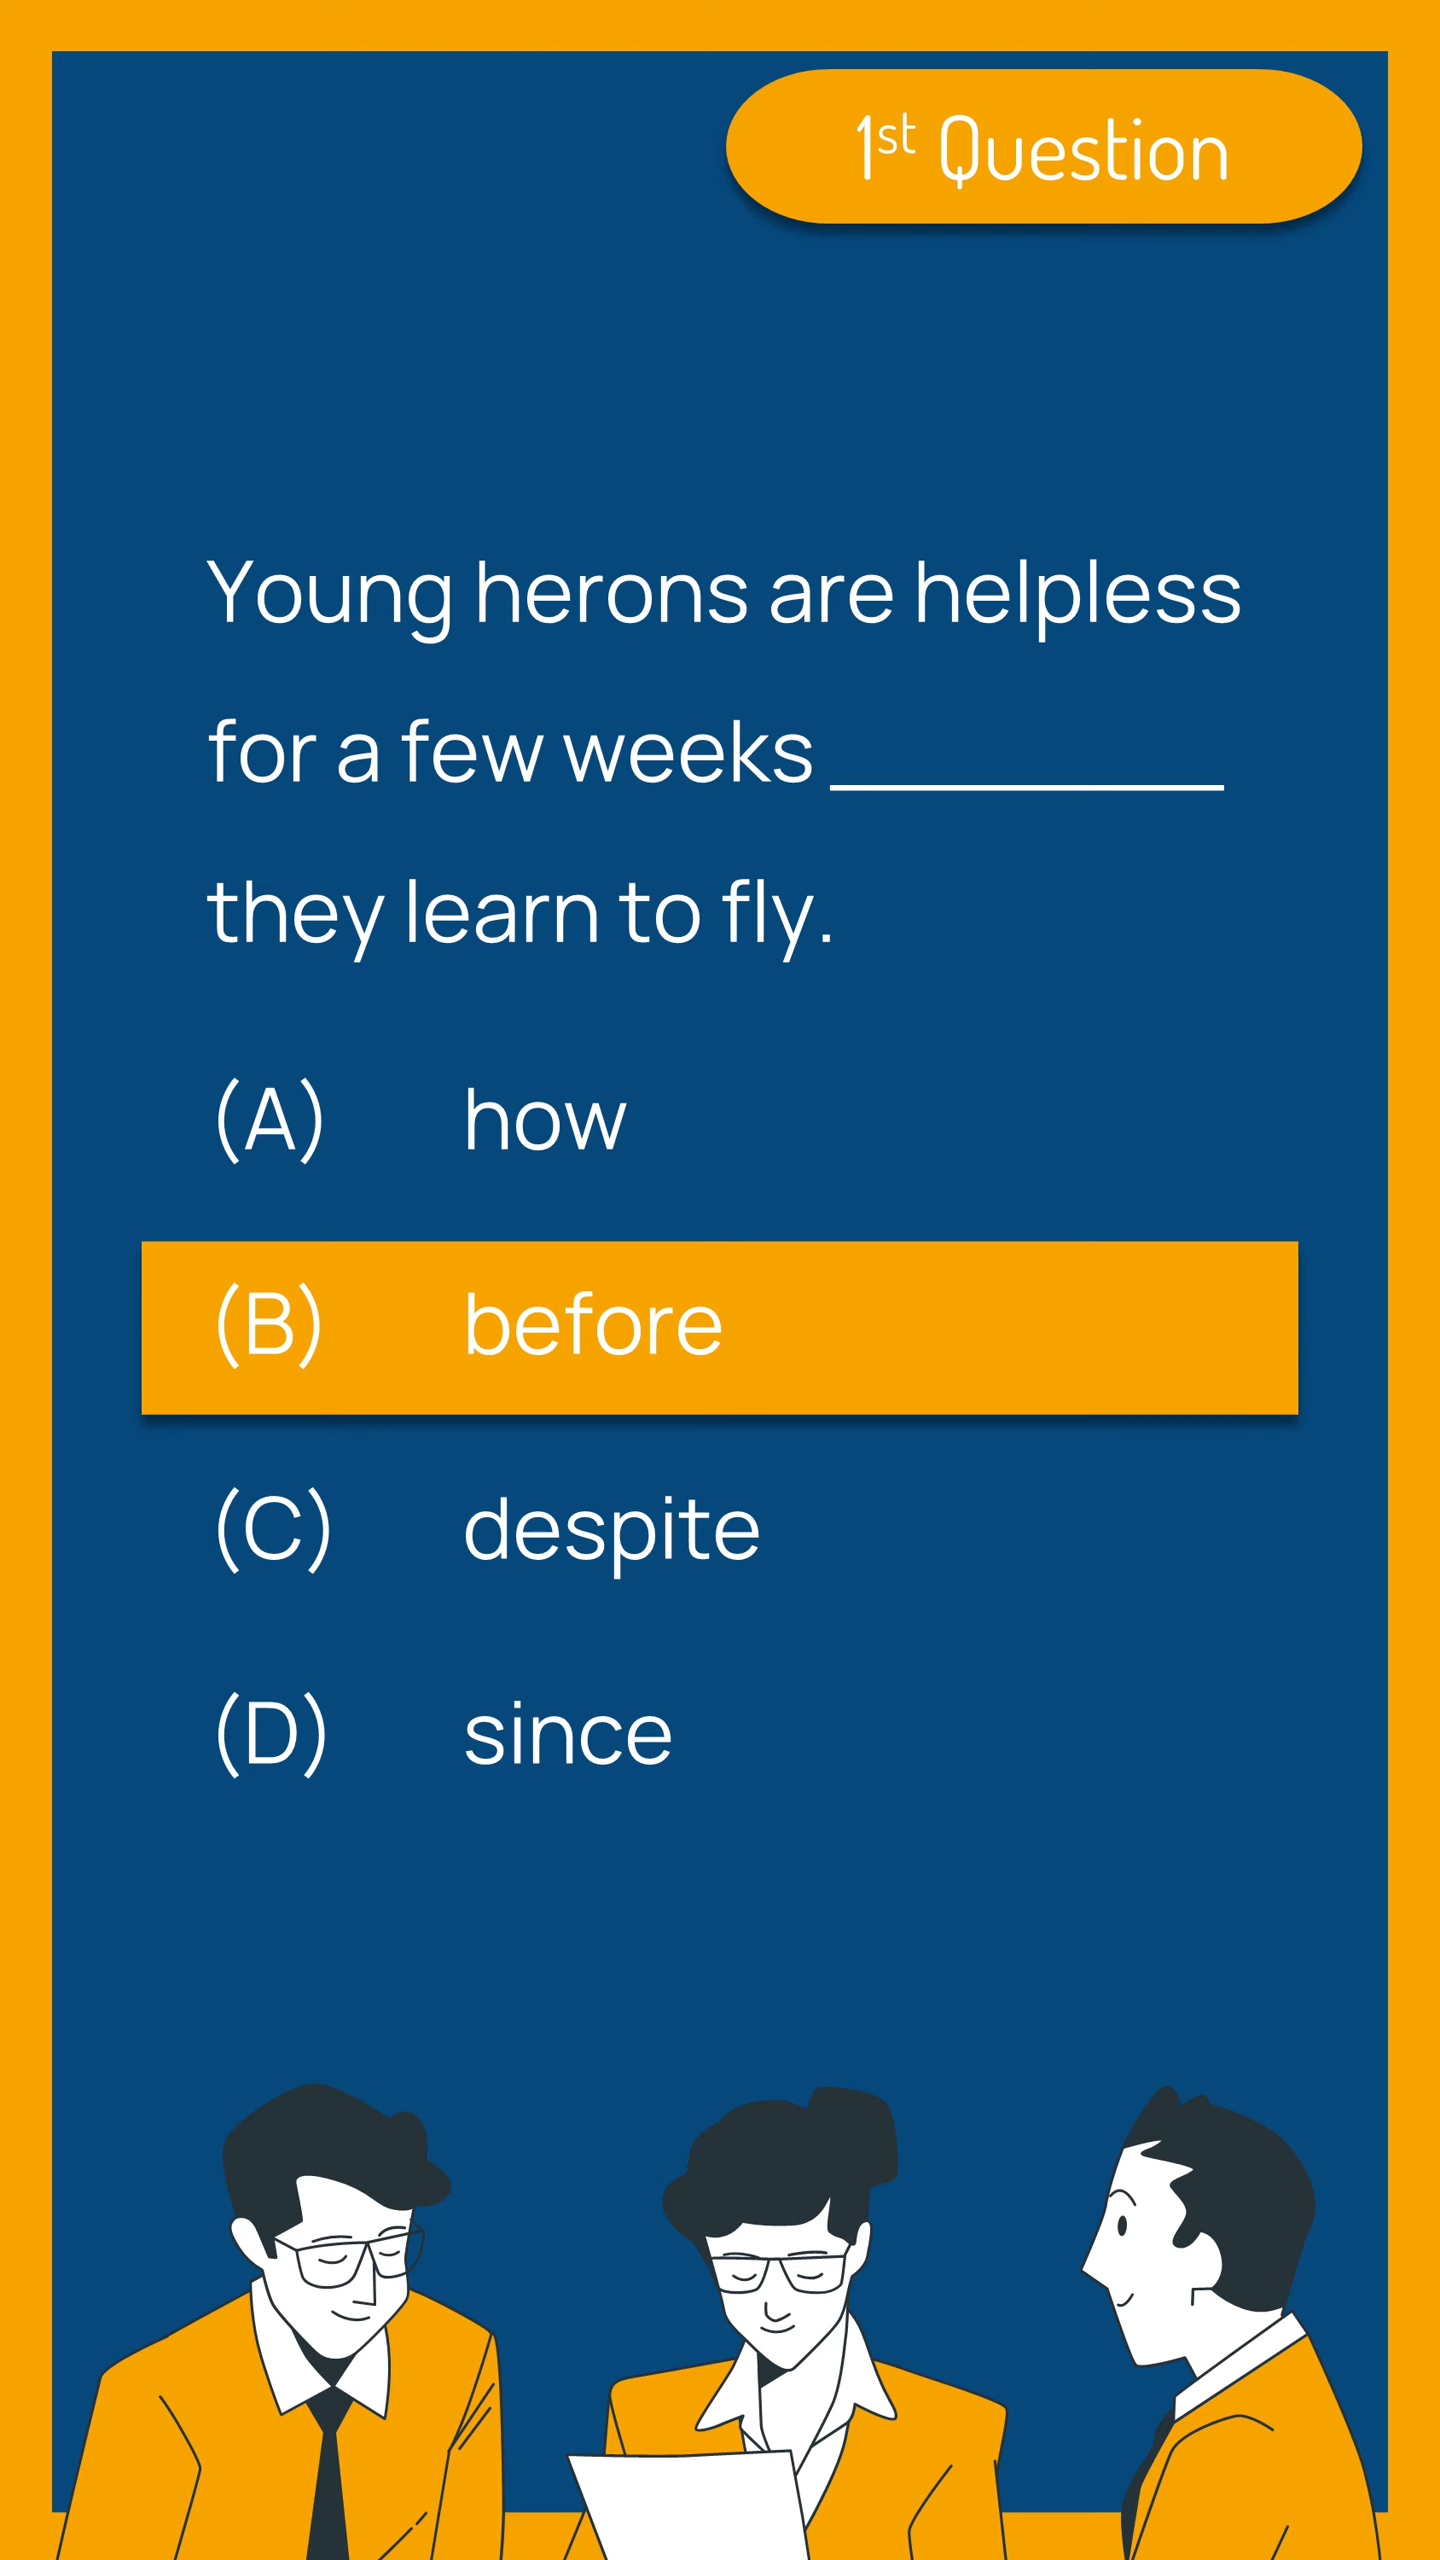 1st Question
Young herons are helpless
for a few weeks __________
they learn to fly.
(A) how
(B) before
(C) despite
(D) since